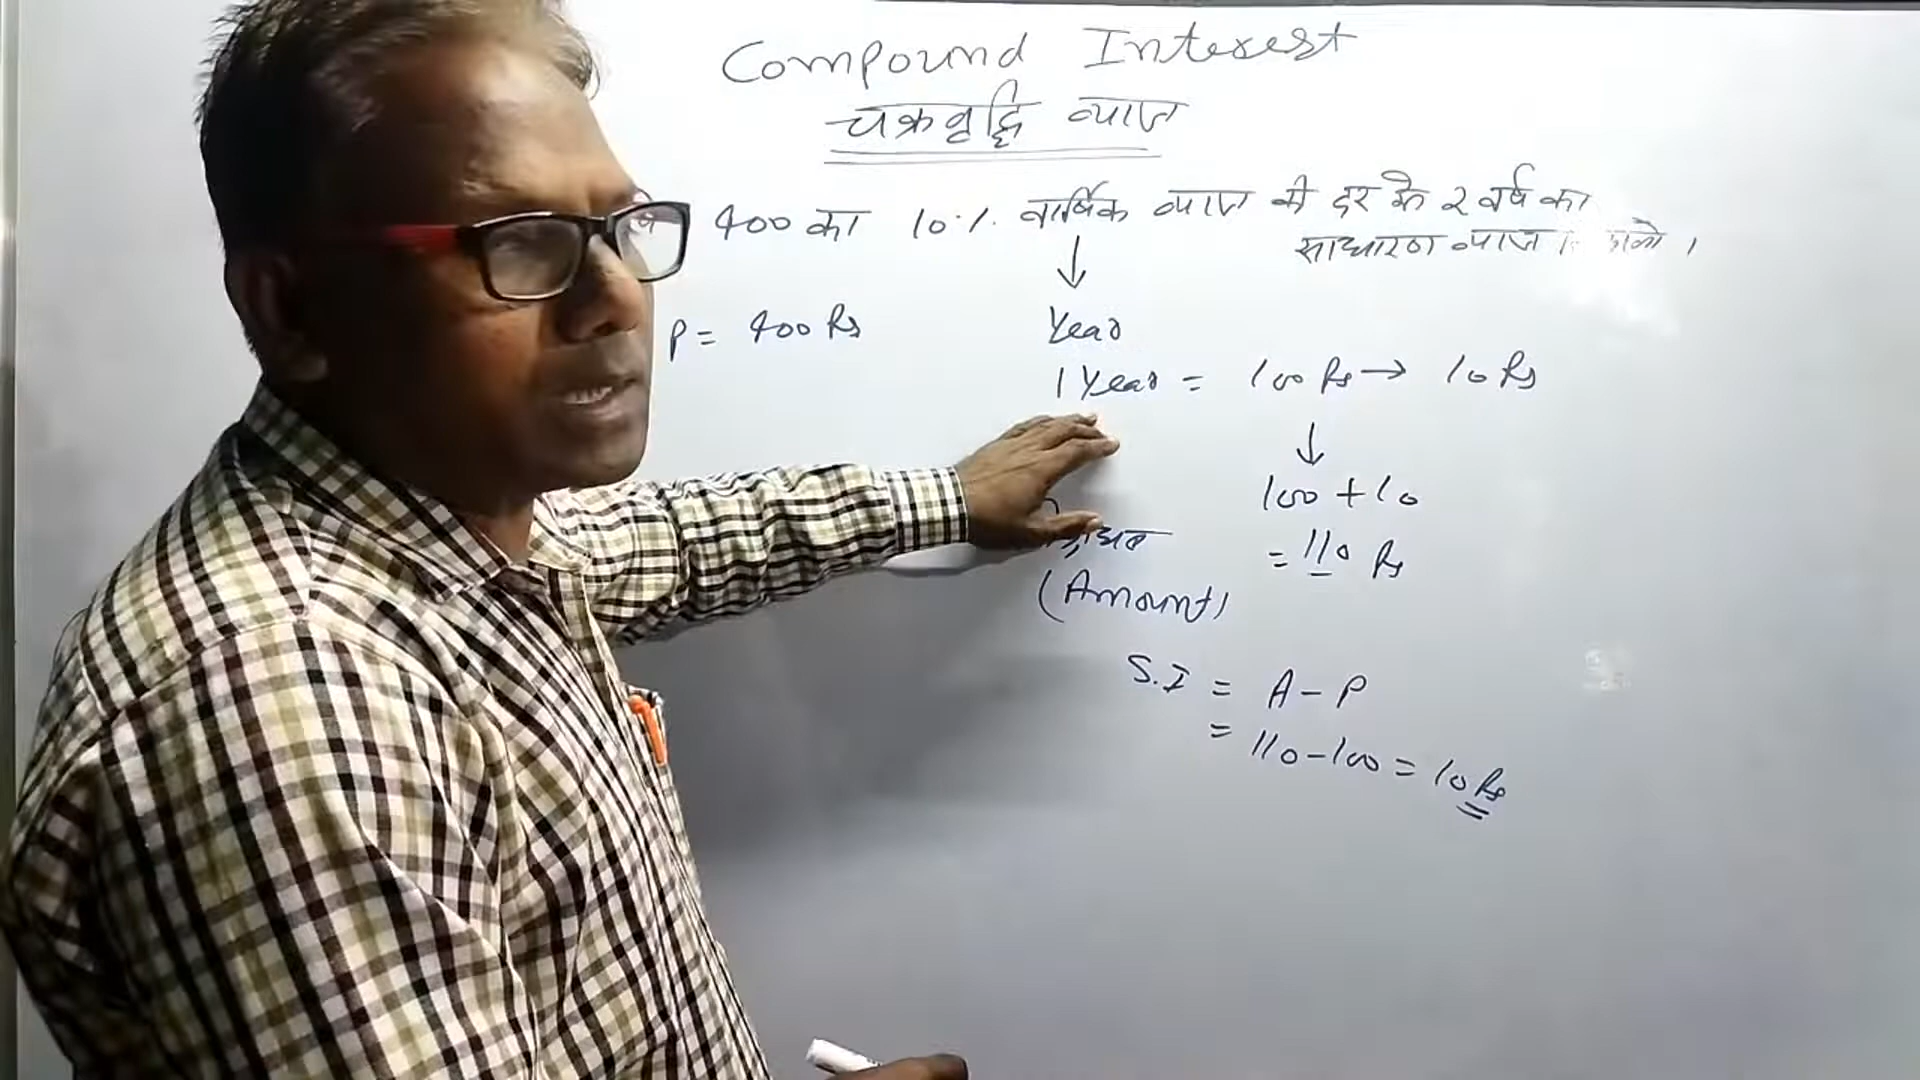 Compound Interest
चक्रवृद्धि ब्याज
400 का 10% वार्षिक ब्याज की दर के 2 वर्ष का
साधारण ब्याज
P = 400 Rs
Year
1 Year = 100 Rs → 10 Rs
100 + 10
= 110 Rs
(Amount)
S.I = A - P
= 110 - 100 = 10 Rs